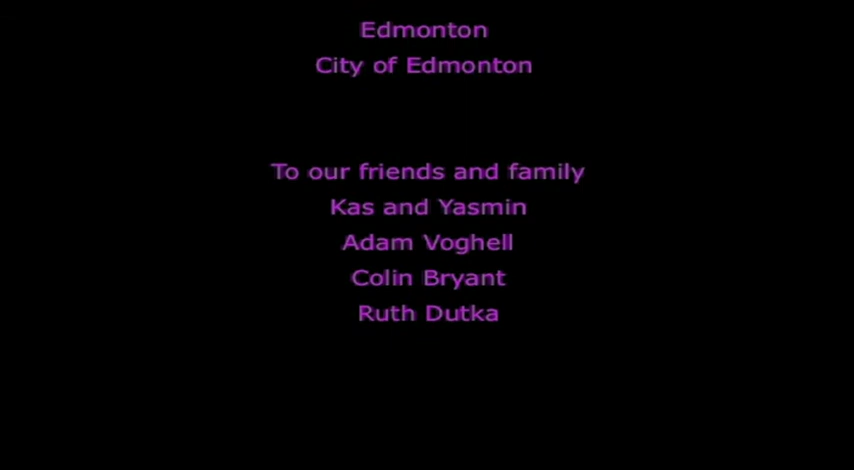 Edmonton
City of Edmonton
To our friends and family
Kas and Yasmin
Adam Voghell
Colin Bryant
Ruth Dutka